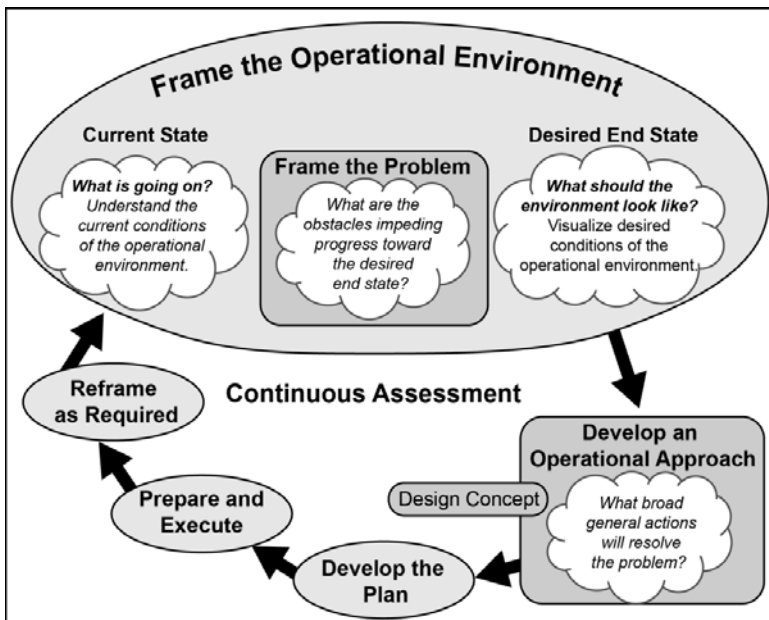 Frame the Operational Environment
Current State
What is going on?
Understand the
current conditions
of the operational
environment.
Frame the Problem
What are the
obstacles impeding
progress toward
the desired
end state?
Desired End State
What should the
environment look like?
Visualize desired
conditions of the
operational environment.
Reframe
as Required
Continuous Assessment
Develop an
Operational Approach
Design Concept
What broad
general actions
will resolve
the problem?
Prepare and
Execute
Develop the
Plan